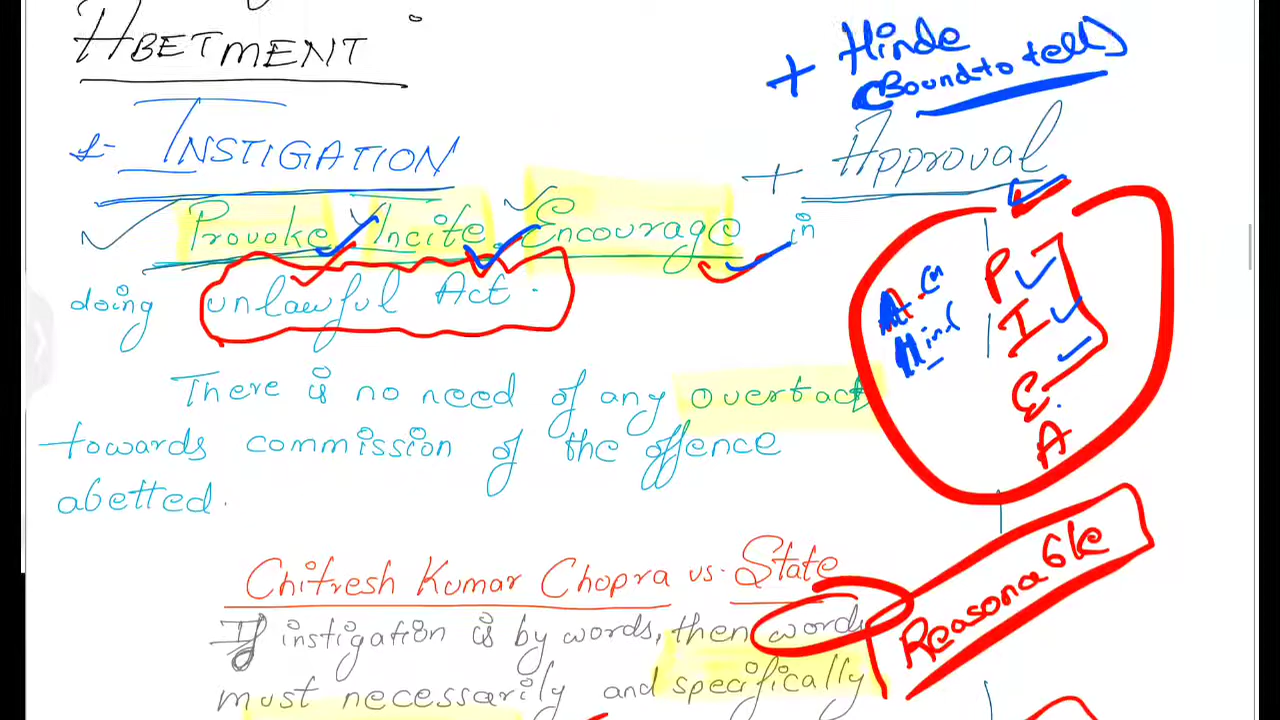 ABETMENT
+ Hinde
(Bound to tell)
1- INSTIGATION
+ Approval
Provoke, Incite, Encourage in
doing unlawful Act.
P
I
E
A
Mind
There is no need of any overtact
towards commission of the offence
abetted.
Reasonable
Chitresh Kumar Chopra vs. State
If instigation is by words, then words
must necessarily and specifically